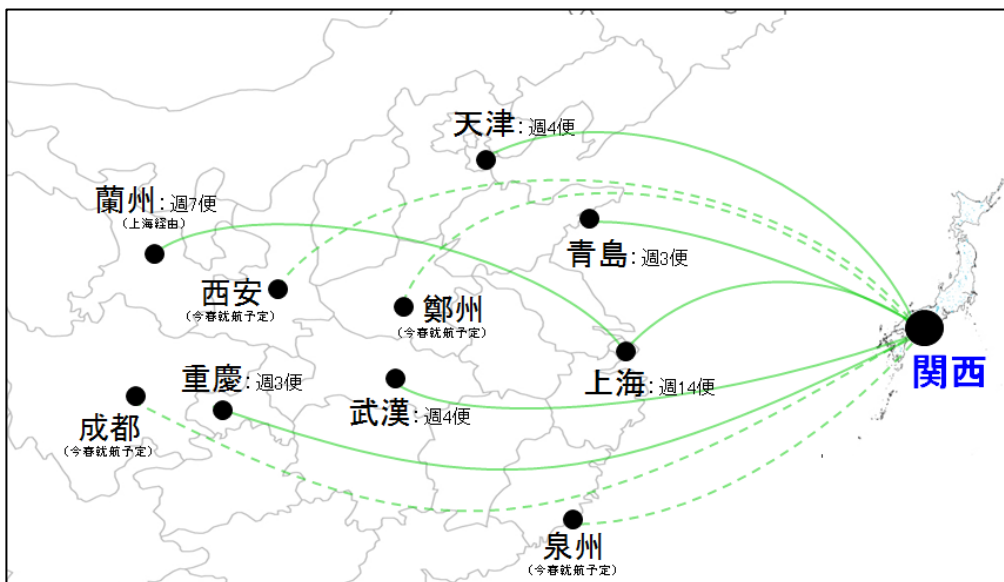 天津：週4便
蘭州：週7便
（上海経由）
青島：週3便
西安
（今春就航予定）
鄭州
（今春就航予定）
関西
重慶：週3便
上海：週14便
武漢：週4便
成都
（今春就航予定）
泉州
（今春就航予定）